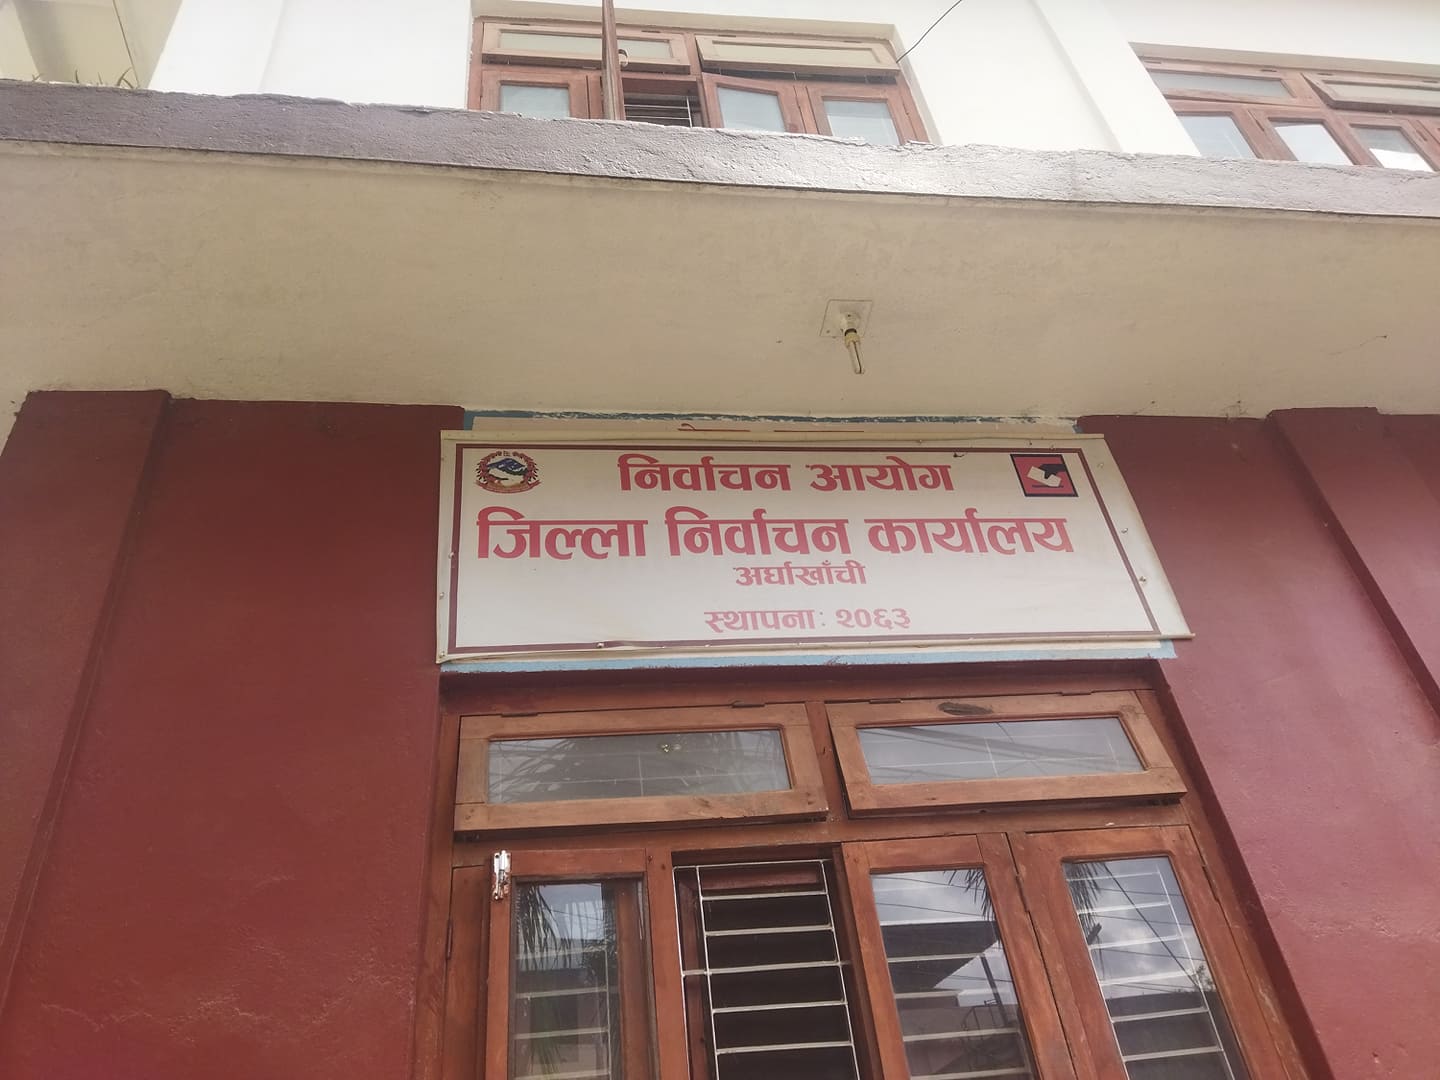 निर्वाचन आयोग
जिल्ला निर्वाचन कार्यालय
अर्घाखाँची
स्थापनाः २०६३